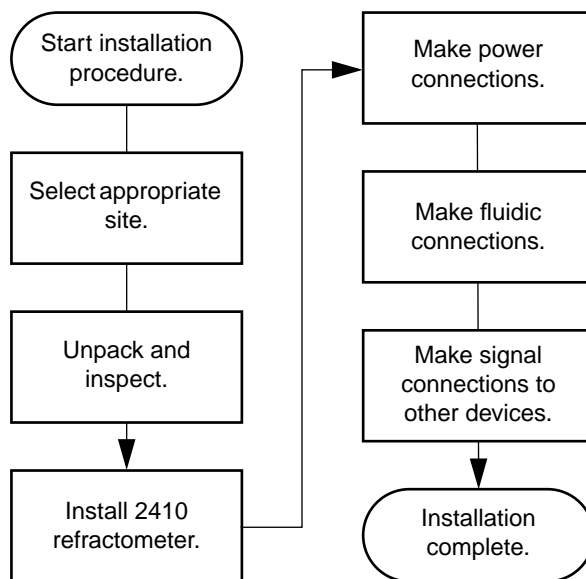 Start installation
procedure.
Select appropriate
site.
Unpack and
inspect.
Install 2410
refractometer.
Make power
connections.
Make fluidic
connections.
Make signal
connections to
other devices.
Installation
complete.